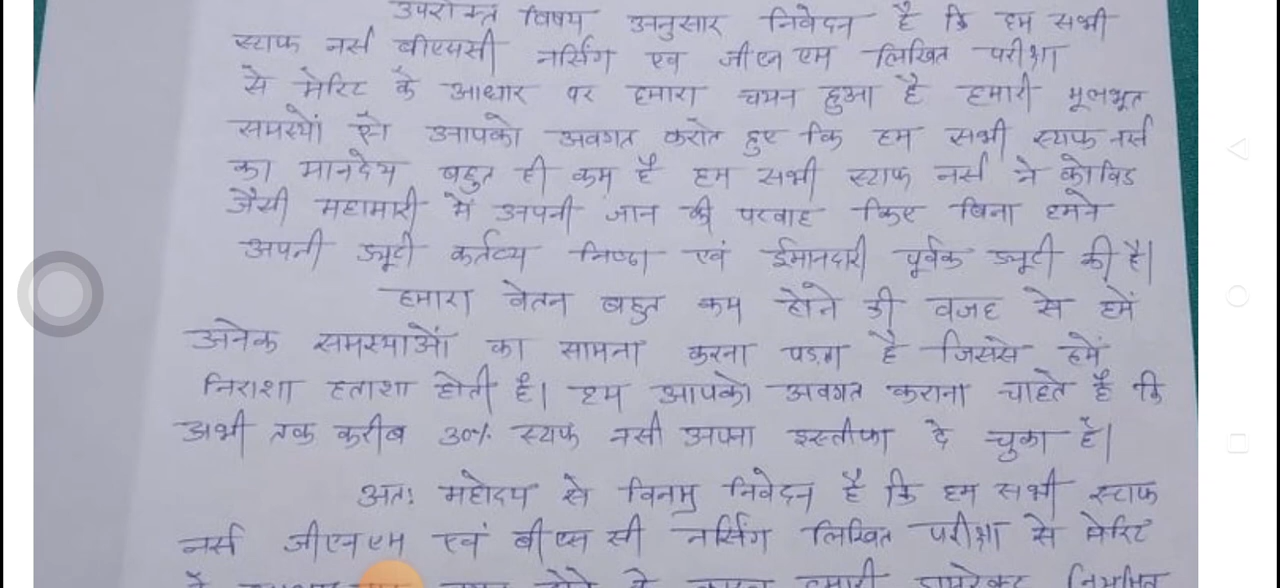 उपरोक्त विषय अनुसार निवेदन है कि हम सभी
स्टाफ नर्स बीएससी नर्सिंग एव जीएनएम लिखित परीक्षा
से मेरिट के आधार पर हमारा चयन हुआ है हमारी मूलभूत
समस्यों से आपको अवगत कराते हुए कि हम सभी स्टाफ नर्स
का मानदेय बहुत ही कम है हम सभी स्टाफ नर्स ने कोविड
जैसी महामारी में अपनी जान की परवाह किए बिना हमने
अपनी ड्यूटी कर्तव्य निष्ठा एवं ईमानदारी पूर्वक ड्यूटी की है।
हमारा वेतन बहुत कम होने की वजह से हमें
अनेक समस्याओं का सामना करना पड़ता है जिससे हमें
निराशा हताशा होती है। हम आपको अवगत कराना चाहते है कि
अभी तक करीब 30% स्टाफ नर्सो अपना इस्तीफा दे चुका है।
अतः महोदय से विनम्र निवेदन है कि हम सभी स्टाफ
नर्स जीएनएम एवं बीएस सी नर्सिंग लिखित परीक्षा से मेरिट
होने के कारण हमारी नियमित